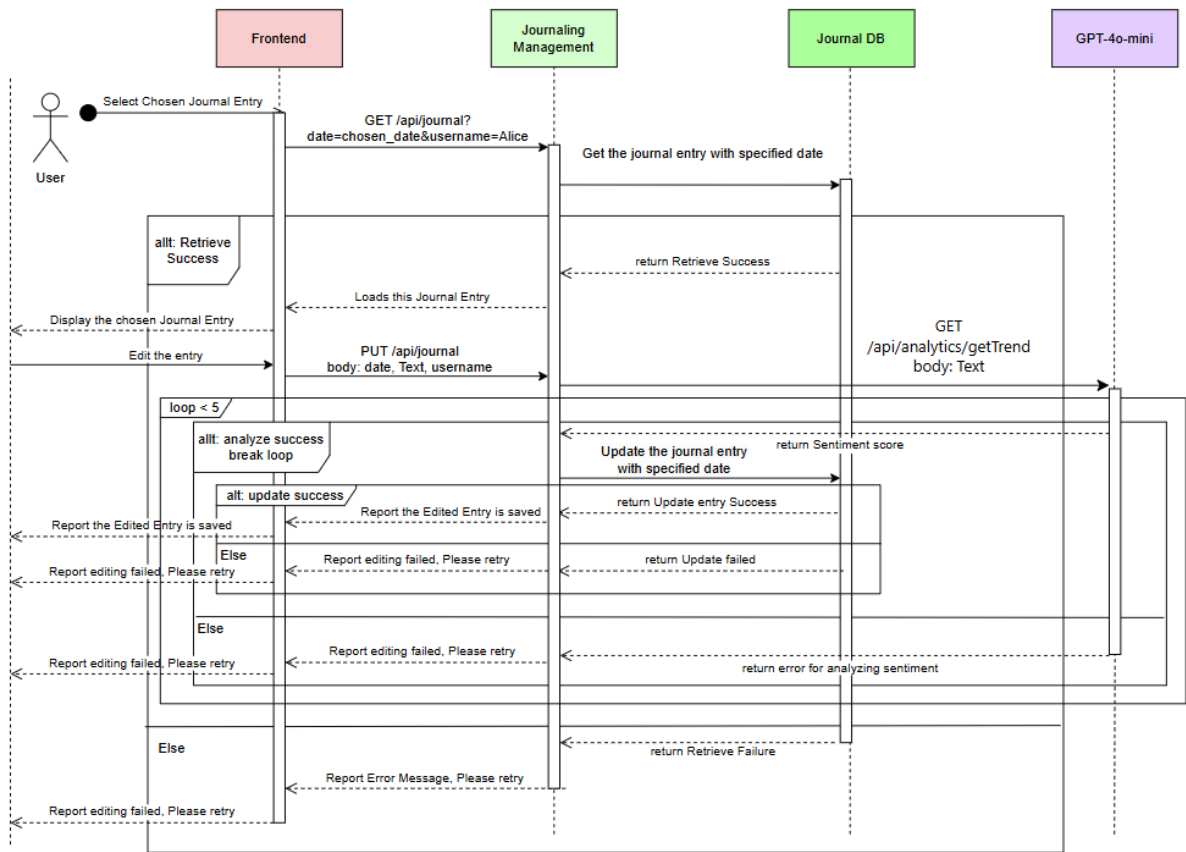 Frontend
Journaling
Management
Journal DB
GPT-4o-mini
Select Chosen Journal Entry
User
GET /api/journal?
date=chosen_date&username=Alice
Get the journal entry with specified date
allt: Retrieve
Success
return Retrieve Success
Loads this Journal Entry
Display the chosen Journal Entry
Edit the entry
PUT /api/journal
body: date, Text, username
GET
/api/analytics/getTrend
body: Text
loop < 5
allt: analyze success
break loop
return Sentiment score
Update the journal entry
with specified date
alt: update success
return Update entry Success
Report the Edited Entry is saved
Report the Edited Entry is saved
Else
Report editing failed, Please retry
return Update failed
Report editing failed, Please retry
Else
Report editing failed, Please retry
Report editing failed, Please retry
return error for analyzing sentiment
Else
return Retrieve Failure
Report Error Message, Please retry
Report editing failed, Please retry